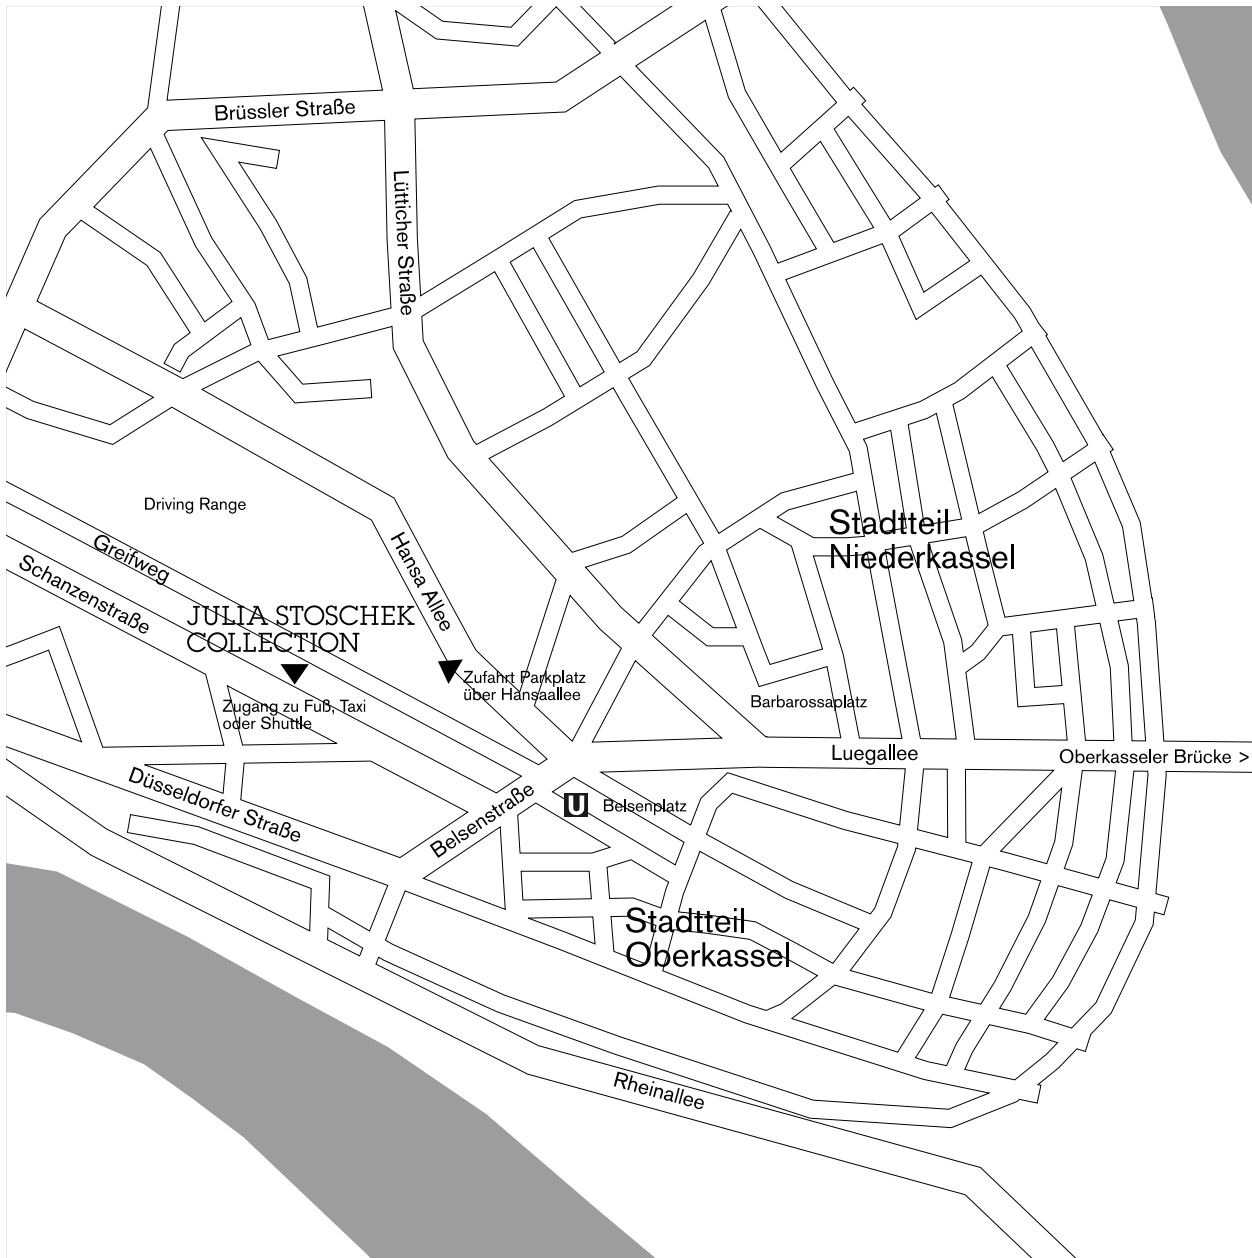 Brüssler Straße
Lütticher Straße
Driving Range
Stadtteil
Niederkassel
Greifweg
Hansa Allee
Schanzenstraße
JULIA STOSCHEK
COLLECTION
Zufahrt Parkplatz
über Hansaallee
Zugang zu Fuß, Taxi
oder Shuttle
Barbarossaplatz
Luegallee
Oberkasseler Brücke >
Düsseldorfer Straße
Belsenstraße
U
Belsenplatz
Stadtteil
Oberkassel
Rheinallee